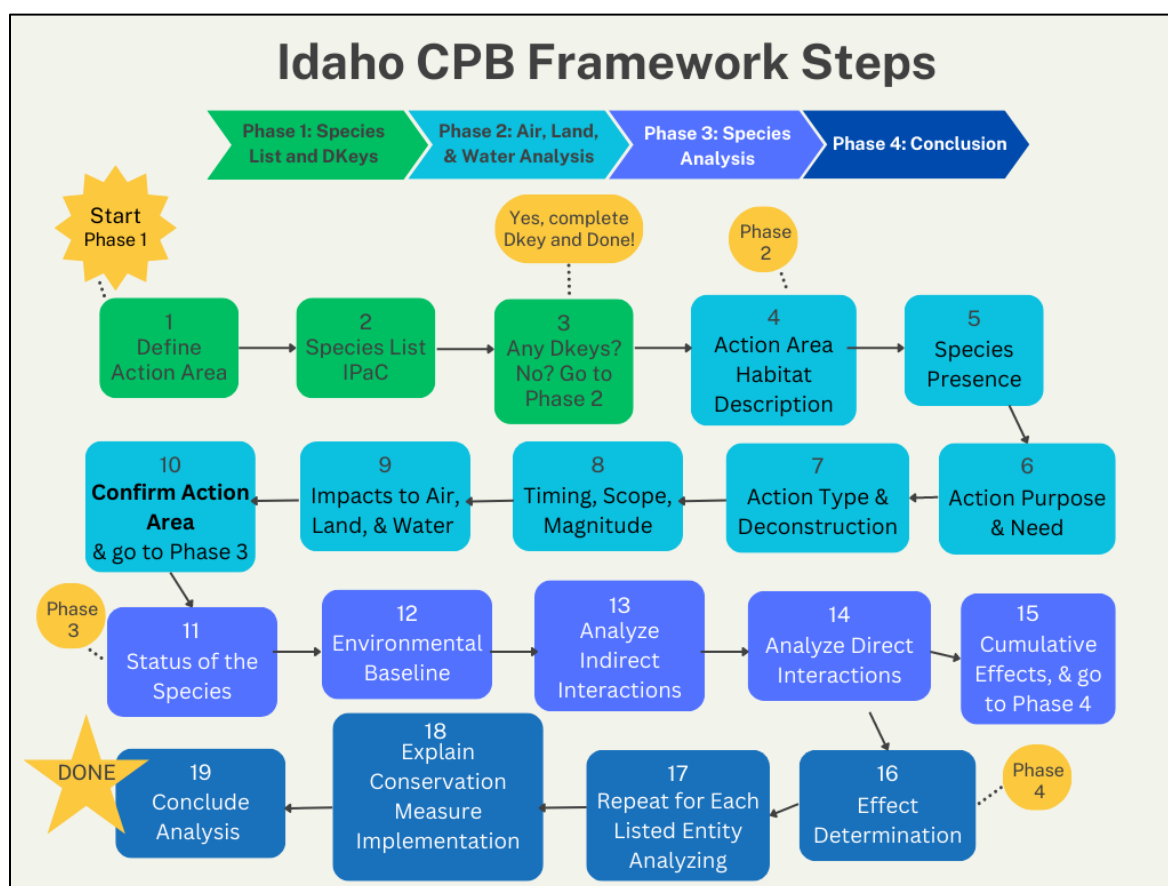 Idaho CPB Framework Steps
Phase 1: Species
List and DKeys
Phase 2: Air, Land,
& Water Analysis
Phase 3: Species
Analysis
Phase 4: Conclusion
Start
Phase 1
Yes, complete
Dkey and Done!
Phase
2
1
Define
Action Area
2
Species List
IPaC
3
Any Dkeys?
No? Go to
Phase 2
4
Action Area
Habitat
Description
5
Species
Presence
6
Action Purpose
& Need
7
Action Type &
Deconstruction
8
Timing, Scope,
Magnitude
9
Impacts to Air,
Land, & Water
10
Confirm Action
Area
& go to Phase 3
Phase
3
11
Status of the
Species
12
Environmental
Baseline
13
Analyze
Indirect
Interactions
14
Analyze Direct
Interactions
15
Cumulative
Effects, & go
to Phase 4
Phase
4
16
Effect
Determination
17
Repeat for Each
Listed Entity
Analyzing
18
Explain
Conservation
Measure
Implementation
19
Conclude
Analysis
DONE